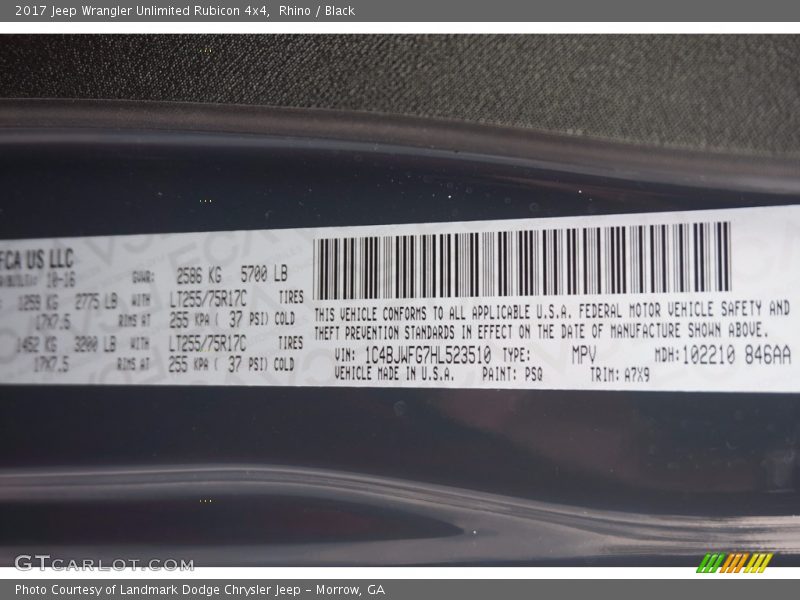 2017 Jeep Wrangler Unlimited Rubicon 4x4, Rhino / Black
FCA US LLC
10-16
GVWR: 2586 KG 5700 LB
1259 KG 2775 LB WITH LT255/75R17C TIRES
17X7.5 RIMS AT 255 KPA ( 37 PSI) COLD
1452 KG 3200 LB WITH LT255/75R17C TIRES
17X7.5 RIMS AT 255 KPA ( 37 PSI) COLD
THIS VEHICLE CONFORMS TO ALL APPLICABLE U.S.A. FEDERAL MOTOR VEHICLE SAFETY AND
THEFT PREVENTION STANDARDS IN EFFECT ON THE DATE OF MANUFACTURE SHOWN ABOVE.
VIN: 1C4BJWFG7HL523510 TYPE: MPV MDH: 102210 846AA
VEHICLE MADE IN U.S.A. PAINT: PSQ TRIM: A7X9
GTCARLOT.COM
Photo Courtesy of Landmark Dodge Chrysler Jeep – Morrow, GA